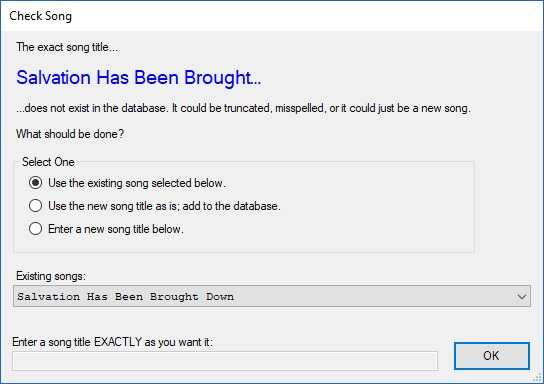 Check Song
The exact song title...
Salvation Has Been Brought...
...does not exist in the database. It could be truncated, misspelled, or it could just be a new song.
What should be done?
Select One
Use the existing song selected below.
Use the new song title as is; add to the database.
Enter a new song title below.
Existing songs:
Salvation Has Been Brought Down
Enter a song title EXACTLY as you want it:
OK